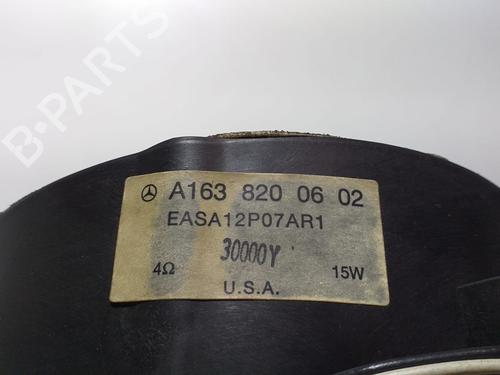 B-PARTS
A163 820 06 02
EASA12P07AR1
30000Y
4Ω 15W
U.S.A.